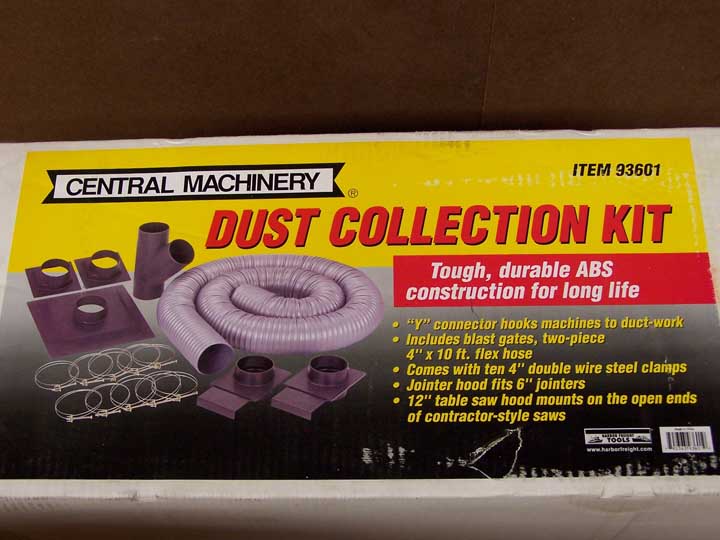 ITEM 93601
CENTRAL MACHINERY ®
DUST COLLECTION KIT
Tough, durable ABS
construction for long life
• "Y" connector hooks machines to duct-work
• Includes blast gates, two-piece
4" x 10 ft. flex hose
• Comes with ten 4" double wire steel clamps
• Jointer hood fits 6" jointers
• 12" table saw hood mounts on the open ends
of contractor-style saws
HARBOR FREIGHT
TOOLS
www.harborfreight.com